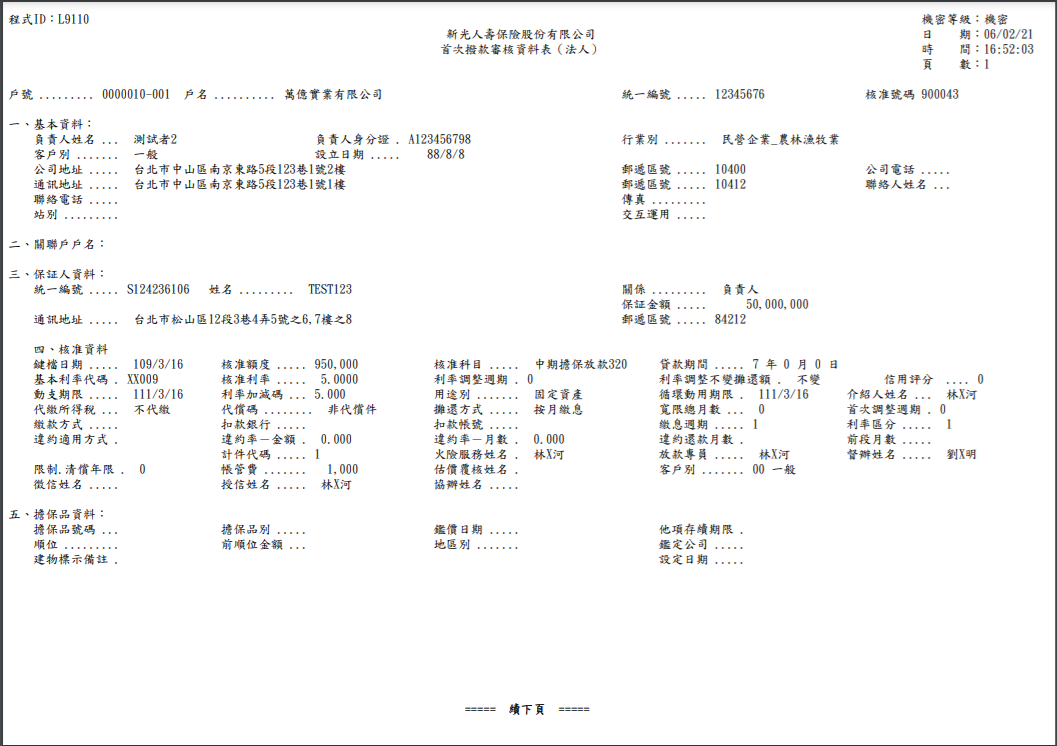 程式ID：L9110 機密等級：機密
新光人壽保險股份有限公司 日　　期：06/02/21
首次撥款審核資料表（法人） 時　　間：16:52:03
頁　　數：1
戶號 ......... 0000010-001 戶名 .......... 萬億實業有限公司 統一編號 ..... 12345676 核准號碼 900043
一、基本資料：
負責人姓名 ... 測試者2 負責人身分證 . A123456798 行業別 ....... 民營企業_農林漁牧業
客戶別 ....... 一般 設立日期 ..... 88/8/8
公司地址 ..... 台北市中山區南京東路5段123巷1號2樓 郵遞區號 ..... 10400 公司電話 .....
通訊地址 ..... 台北市中山區南京東路5段123巷1號1樓 郵遞區號 ..... 10412 聯絡人姓名 ...
聯絡電話 ..... 傳真 .........
站別 ......... 交互運用 .....
二、關聯戶戶名：
三、保証人資料：
統一編號 ..... S124236106 姓名 ......... TEST123 關係 ......... 負責人
保証金額 ..... 50,000,000
通訊地址 ..... 台北市松山區12段3巷4弄5號之6,7樓之8 郵遞區號 ..... 84212
四、核准資料
鍵檔日期 ..... 109/3/16 核准額度 ..... 950,000 核准科目 ..... 中期擔保放款320 貸款期間 ..... 7 年 0 月 0 日
基本利率代碼 . XX009 核准利率 ..... 5.0000 利率調整週期 . 0 利率調整不變攤還額 . 不變 信用評分 .... 0
動支期限 ..... 111/3/16 利率加減碼 ... 5.000 用途別 ....... 固定資產 循環動用期限 . 111/3/16 介紹人姓名 ... 林X河
代繳所得稅 ... 不代繳 代償碼 ........ 非代償件 攤還方式 ..... 按月繳息 寬限總月數 ... 0 首次調整週期 . 0
繳款方式 ..... 扣款銀行 ..... 扣款帳號 ..... 繳息週期 ..... 1 利率區分 ..... 1
違約適用方式 . 違約率－金額 . 0.000 違約率－月數 . 0.000 違約還款月數 . 前段月數 .....
計件代碼 ..... 1 火險服務姓名 . 林X河 放款專員 ..... 林X河 督辦姓名 ..... 劉X明
限制.清償年限 . 0 帳管費 ....... 1,000 估價覆核姓名 . 客戶別 ....... 00 一般
徵信姓名 ..... 授信姓名 ..... 林X河 協辦姓名 .....
五、擔保品資料：
擔保品號碼 ... 擔保品別 ..... 鑑價日期 ..... 他項存續期限 .
順位 ......... 前順位金額 ... 地區別 ....... 鑑定公司 .....
建物標示備註 . 設定日期 .....
===== 續下頁 =====